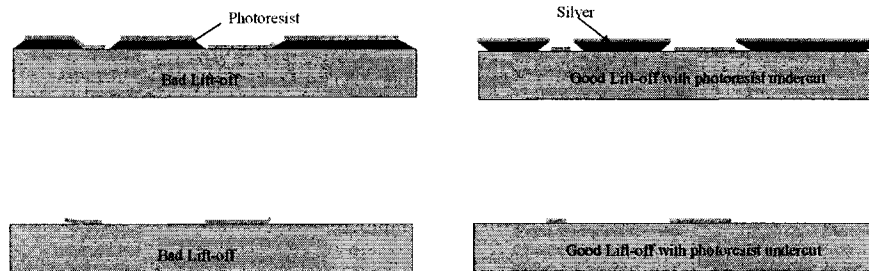 Photoresist
Silver
Bad Lift-off
Good Lift-off with photoresist undercut
Bad Lift-off
Good Lift-off with photoresist undercut